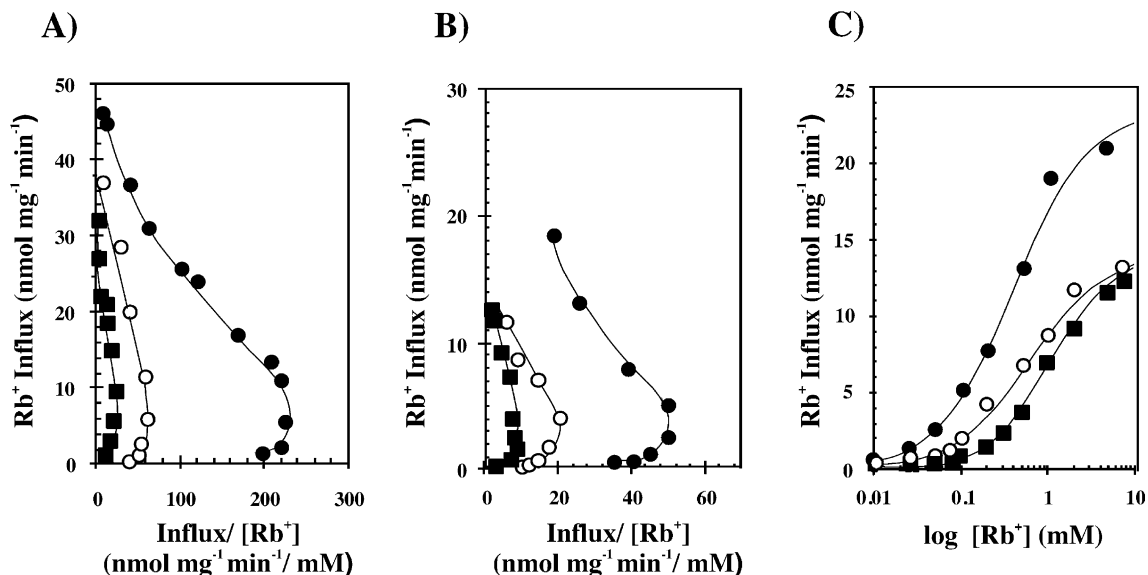 A)
B)
C)
50
40
30
20
10
0
Rb⁺ Influx (nmol mg⁻¹ min⁻¹)
0 100 200 300
Influx/ [Rb⁺]
(nmol mg⁻¹ min⁻¹/ mM)
30
20
10
0
Rb⁺ Influx (nmol mg⁻¹ min⁻¹)
0 20 40 60
Influx/ [Rb⁺]
(nmol mg⁻¹ min⁻¹/ mM)
25
20
15
10
5
0
Rb⁺ Influx (nmol mg⁻¹ min⁻¹)
0.01 0.1 1 10
log [Rb⁺] (mM)